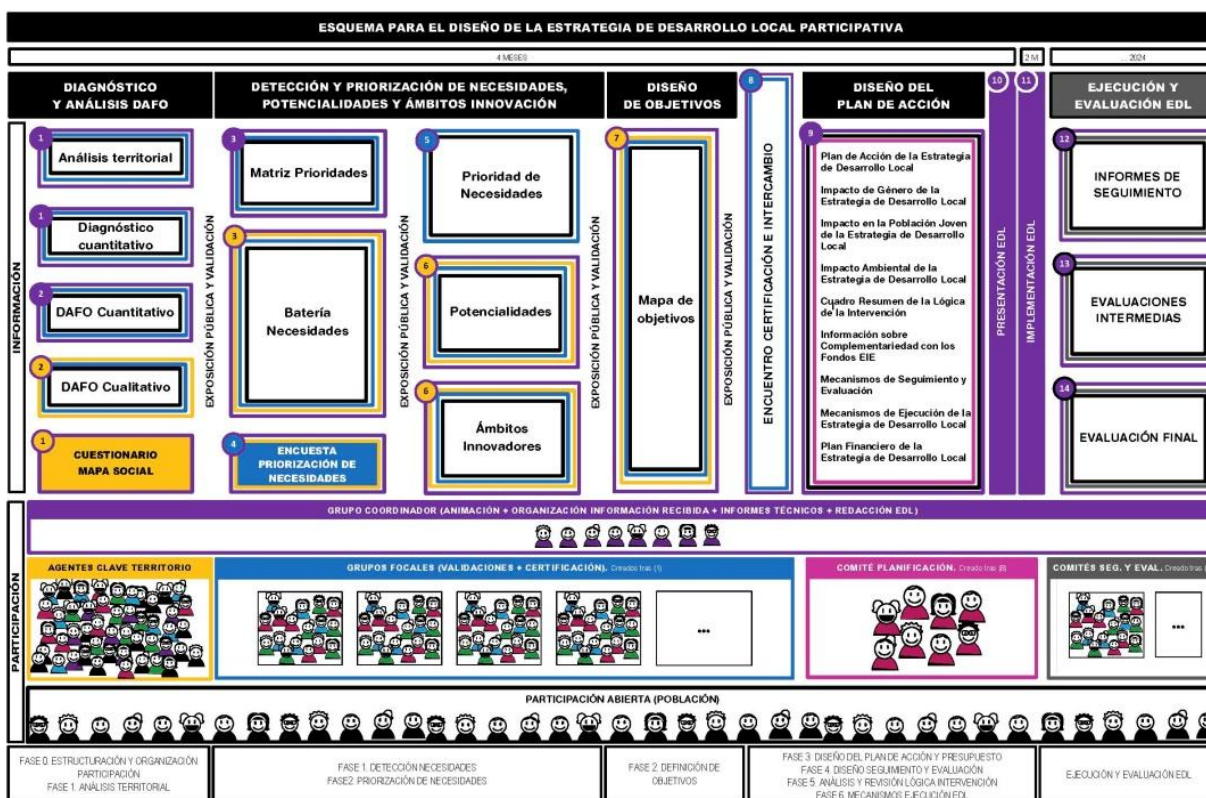 ESQUEMA PARA EL DISEÑO DE LA ESTRATEGIA DE DESARROLLO LOCAL PARTICIPATIVA
4 MESES
2 M
... 2024
DIAGNÓSTICO
Y ANÁLISIS DAFO
DETECCIÓN Y PRIORIZACIÓN DE NECESIDADES,
POTENCIALIDADES Y ÁMBITOS INNOVACIÓN
DISEÑO
DE OBJETIVOS
8
ENCUENTRO CERTIFICACIÓN E INTERCAMBIO
DISEÑO DEL
PLAN DE ACCIÓN
10
PRESENTACIÓN EDL
11
IMPLEMENTACIÓN EDL
EJECUCIÓN Y
EVALUACIÓN EDL
INFORMACIÓN
1
Análisis territorial
1
Diagnóstico
cuantitativo
2
DAFO Cuantitativo
2
DAFO Cualitativo
1
CUESTIONARIO
MAPA SOCIAL
EXPOSICIÓN PÚBLICA Y VALIDACIÓN
3
Matriz Prioridades
3
Batería
Necesidades
4
ENCUESTA
PRIORIZACIÓN DE
NECESIDADES
EXPOSICIÓN PÚBLICA Y VALIDACIÓN
5
Prioridad de
Necesidades
6
Potencialidades
6
Ámbitos
Innovadores
EXPOSICIÓN PÚBLICA Y VALIDACIÓN
7
Mapa de
objetivos
EXPOSICIÓN PÚBLICA Y VALIDACIÓN
9
Plan de Acción de la Estrategia
de Desarrollo Local
Impacto de Género de la
Estrategia de Desarrollo Local
Impacto en la Población Joven
de la Estrategia de Desarrollo
Local
Impacto Ambiental de la
Estrategia de Desarrollo Local
Cuadro Resumen de la Lógica
de la Intervención
Información sobre
Complementariedad con los
Fondos EIE
Mecanismos de Seguimiento y
Evaluación
Mecanismos de Ejecución de la
Estrategia de Desarrollo Local
Plan Financiero de la
Estrategia de Desarrollo Local
12
INFORMES DE
SEGUIMIENTO
13
EVALUACIONES
INTERMEDIAS
14
EVALUACIÓN FINAL
PARTICIPACIÓN
GRUPO COORDINADOR (ANIMACIÓN + ORGANIZACIÓN INFORMACIÓN RECIBIDA + INFORMES TÉCNICOS + REDACCIÓN EDL)
AGENTES CLAVE TERRITORIO
GRUPOS FOCALES (VALIDACIONES + CERTIFICACIÓN). Creados tras (1)
...
COMITÉ PLANIFICACIÓN. Creado tras (8)
COMITÉS SEG. Y EVAL. Creado tras (
...
PARTICIPACIÓN ABIERTA (POBLACIÓN)
FASE 0. ESTRUCTURACIÓN Y ORGANIZACIÓN
PARTICIPACIÓN
FASE 1. ANÁLISIS TERRITORIAL
FASE 1. DETECCIÓN NECESIDADES
FASE2. PRIORIZACIÓN DE NECESIDADES
FASE 2. DEFINICIÓN DE
OBJETIVOS
FASE 3: DISEÑO DEL PLAN DE ACCIÓN Y PRESUPUESTO
FASE 4. DISEÑO SEGUIMIENTO Y EVALUACIÓN
FASE 5. ANÁLISIS Y REVISIÓN LÓGICA INTERVENCIÓN
FASE 6. MECANISMOS EJECUCIÓN EDL
EJECUCIÓN Y EVALUACIÓN EDL